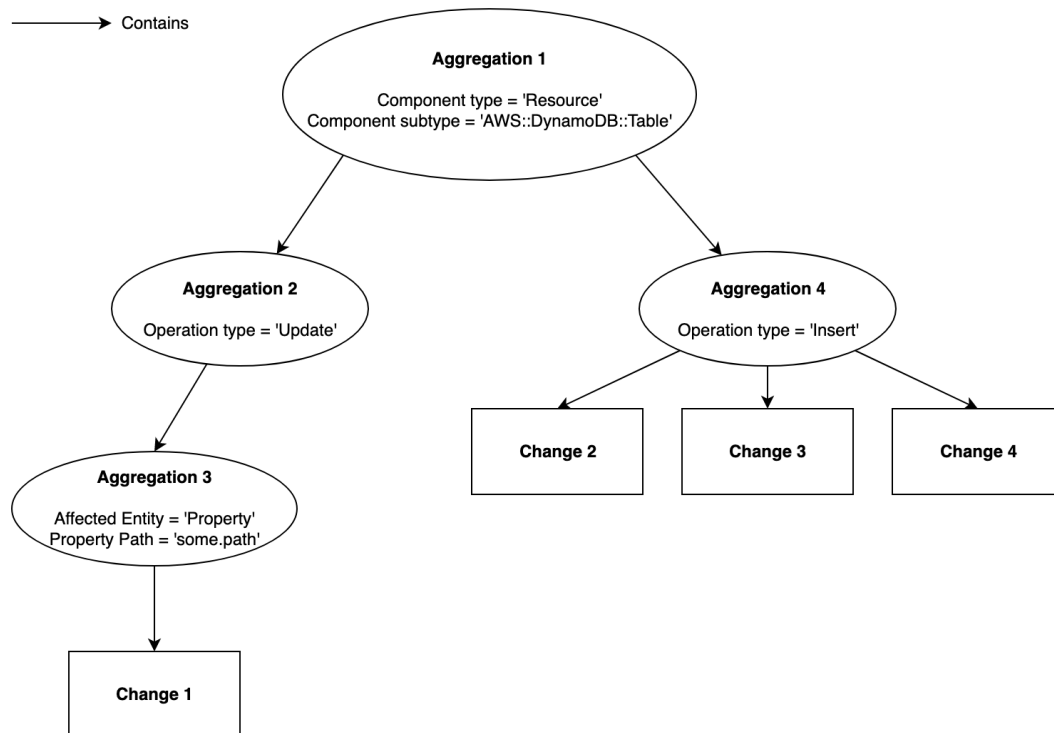 Contains
Aggregation 1
Component type = 'Resource'
Component subtype = 'AWS::DynamoDB::Table'
Aggregation 2
Operation type = 'Update'
Aggregation 4
Operation type = 'Insert'
Change 2
Change 3
Change 4
Aggregation 3
Affected Entity = 'Property'
Property Path = 'some.path'
Change 1